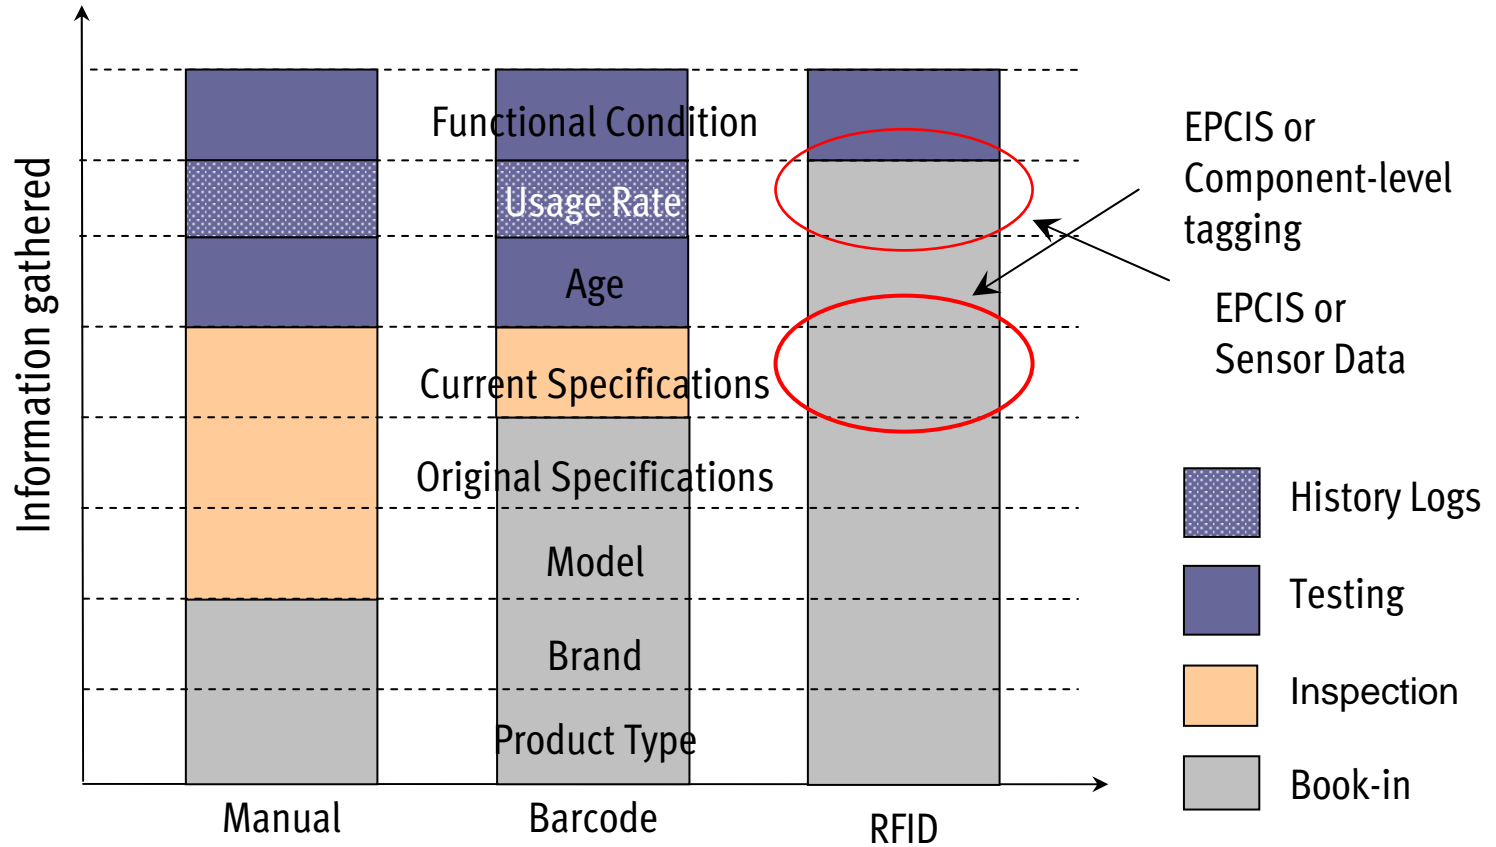 Information gathered
Functional Condition
Usage Rate
Age
Current Specifications
Original Specifications
Model
Brand
Product Type
Manual
Barcode
RFID
EPCIS or
Component-level
tagging
EPCIS or
Sensor Data
History Logs
Testing
Inspection
Book-in